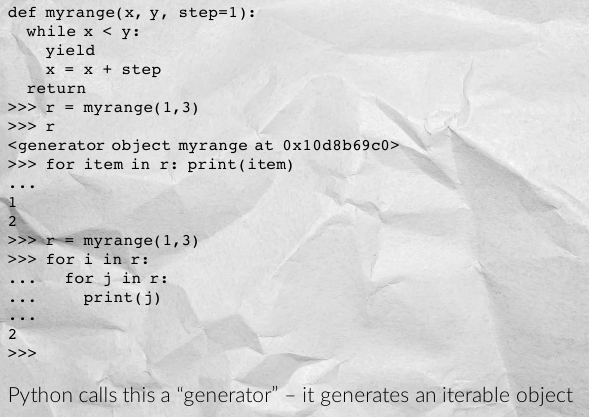 def myrange(x, y, step=1):
  while x < y:
    yield
    x = x + step
  return
>>> r = myrange(1,3)
>>> r
<generator object myrange at 0x10d8b69c0>
>>> for item in r: print(item)
...
1
2
>>> r = myrange(1,3)
>>> for i in r:
...   for j in r:
...     print(j)
...
2
>>>
Python calls this a “generator” – it generates an iterable object